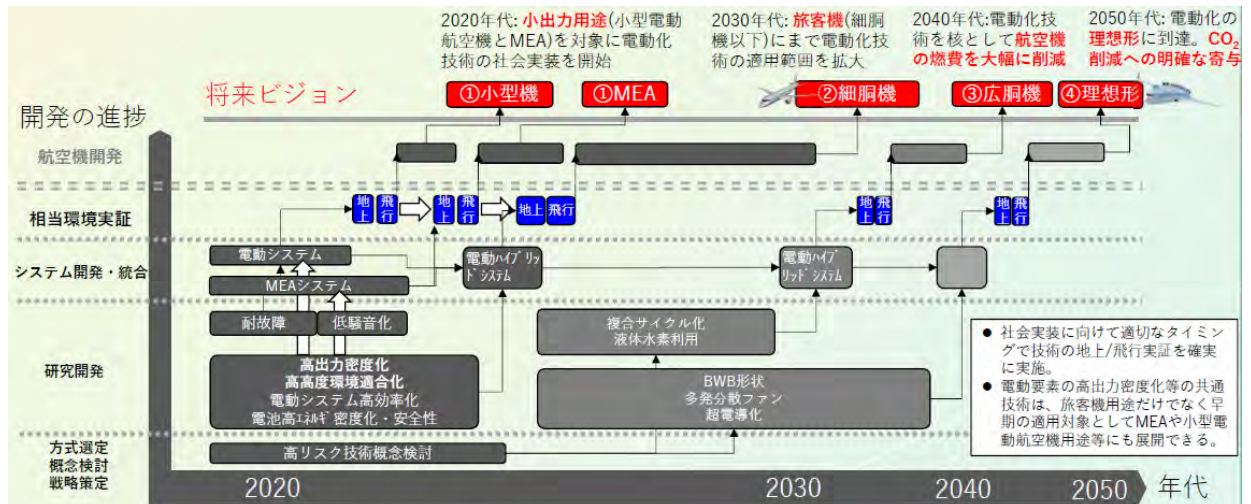 2020年代: 小出力用途(小型電動
航空機とMEA)を対象に電動化
技術の社会実装を開始
2030年代: 旅客機(細胴
機以下)にまで電動化技
術の適用範囲を拡大
2040年代:電動化技
術を核として航空機
の燃費を大幅に削減
2050年代: 電動化の
理想形に到達。CO₂
削減への明確な寄与
将来ビジョン
①小型機
①MEA
②細胴機
③広胴機
④理想形
開発の進捗
航空機開発
相当環境実証
地上
飛行
地上
飛行
地上
飛行
地上
飛行
地上
飛行
システム開発・統合
電動システム
MEAシステム
電動ハイブリッ
ドシステム
電動ハイブ
リッドシステム
研究開発
耐故障
低騒音化
高出力密度化
高高度環境適合化
電動システム高効率化
電池高エネルギ密度化・安全性
複合サイクル化
液体水素利用
BWB形状
多発分散ファン
超電導化
● 社会実装に向けて適切なタイミン
グで技術の地上/飛行実証を確実
に実施。
● 電動要素の高出力密度化等の共通
技術は、旅客機用途だけでなく早
期の適用対象としてMEAや小型電
動航空機用途等にも展開できる。
方式選定
概念検討
戦略策定
高リスク技術概念検討
2020
2030
2040
2050
年代